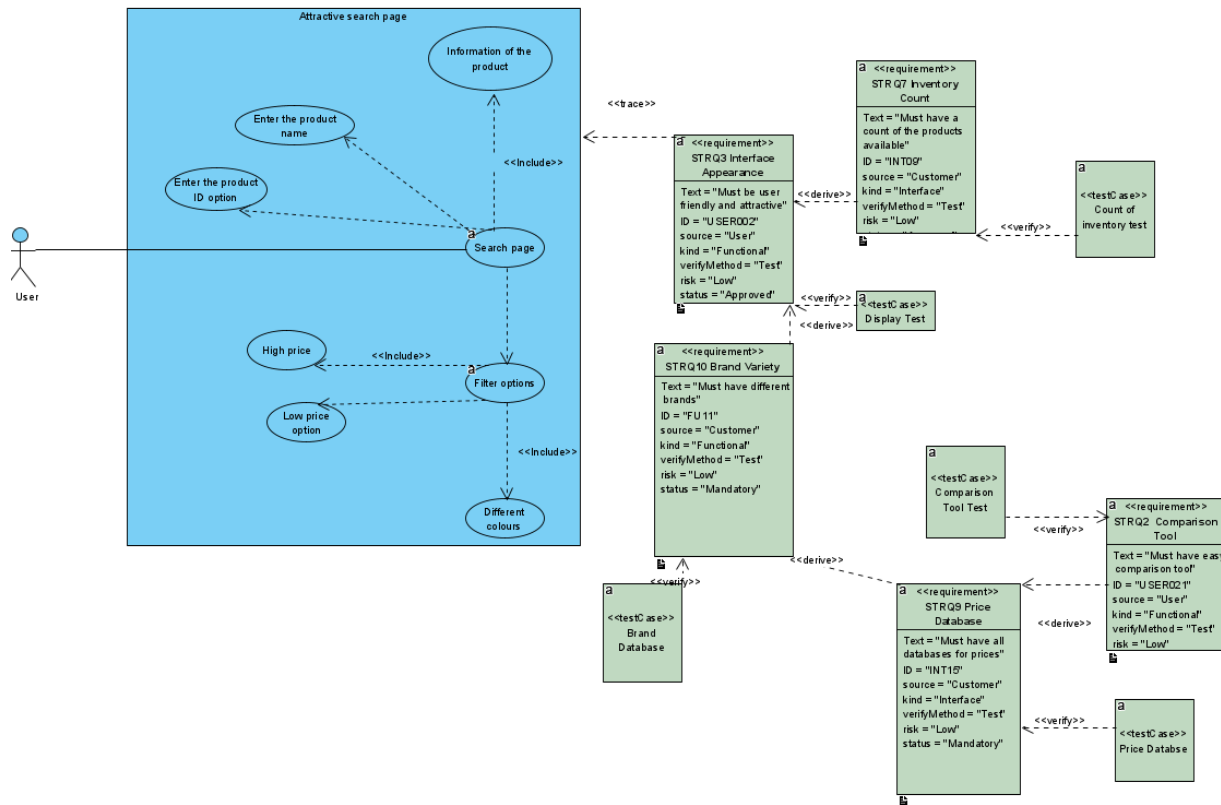 Attractive search page
Information of the
product
Enter the product
name
<<Include>>
Enter the product
ID option
a
Search page
User
High price
<<Include>>
a
Filter options
Low price
option
<<Include>>
Different
colours
<<trace>>
a
<<requirement>>
STRQ3 Interface
Appearance
Text = "Must be user
friendly and attractive"
ID = "USER002"
source = "User"
kind = "Functional"
verifyMethod = "Test"
risk = "Low"
status = "Approved"
<<derive>>
a
<<requirement>>
STRQ7 Inventory
Count
Text = "Must have a
count of the products
available"
ID = "INT09"
source = "Customer"
kind = "Interface"
verifyMethod = "Test"
risk = "Low"
<<verify>>
a
<<testCase>>
Count of
inventory test
<<verify>>
<<derive>>
a
<<testCase>>
Display Test
a
<<requirement>>
STRQ10 Brand Variety
Text = "Must have different
brands"
ID = "FU11"
source = "Customer"
kind = "Functional"
verifyMethod = "Test"
risk = "Low"
status = "Mandatory"
<<verify>>
a
<<testCase>>
Brand
Database
<<derive>>
a
<<testCase>>
Comparison
Tool Test
<<verify>>
a
<<requirement>>
STRQ2 Comparison
Tool
Text = "Must have easy
comparison tool"
ID = "USER021"
source = "User"
kind = "Functional"
verifyMethod = "Test"
risk = "Low"
<<derive>>
a
<<requirement>>
STRQ9 Price
Database
Text = "Must have all
databases for prices"
ID = "INT15"
source = "Customer"
kind = "Interface"
verifyMethod = "Test"
risk = "Low"
status = "Mandatory"
<<verify>>
a
<<testCase>>
Price Databse